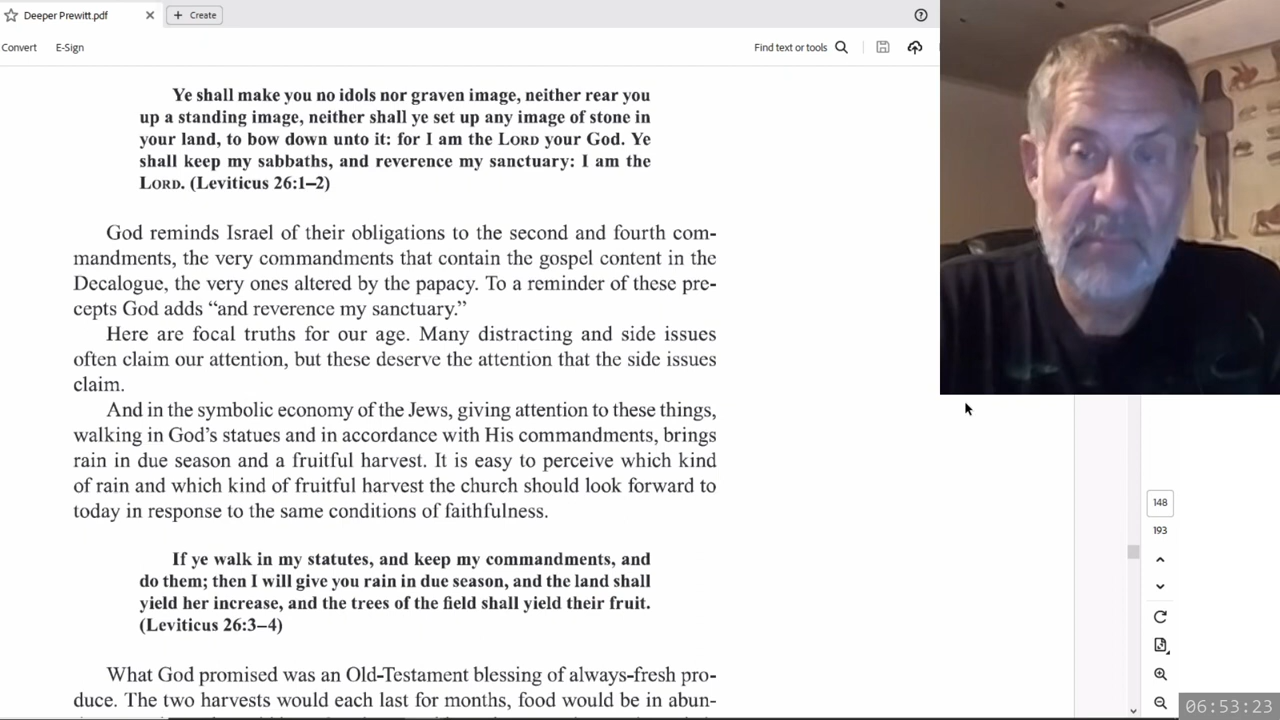 Deeper Prewitt.pdf
Create
Convert
E-Sign
Find text or tools
Ye shall make you no idols nor graven image, neither rear you
up a standing image, neither shall ye set up any image of stone in
your land, to bow down unto it: for I am the LORD your God. Ye
shall keep my sabbaths, and reverence my sanctuary: I am the
LORD. (Leviticus 26:1–2)
God reminds Israel of their obligations to the second and fourth com-
mandments, the very commandments that contain the gospel content in the
Decalogue, the very ones altered by the papacy. To a reminder of these pre-
cepts God adds “and reverence my sanctuary.”
Here are focal truths for our age. Many distracting and side issues
often claim our attention, but these deserve the attention that the side issues
claim.
And in the symbolic economy of the Jews, giving attention to these things,
walking in God’s statutes and in accordance with His commandments, brings
rain in due season and a fruitful harvest. It is easy to perceive which kind
of rain and which kind of fruitful harvest the church should look forward to
today in response to the same conditions of faithfulness.
If ye walk in my statutes, and keep my commandments, and
do them; then I will give you rain in due season, and the land shall
yield her increase, and the trees of the field shall yield their fruit.
(Leviticus 26:3–4)
What God promised was an Old-Testament blessing of always-fresh pro-
duce. The two harvests would each last for months, food would be in abun-
148
193
06:53:23